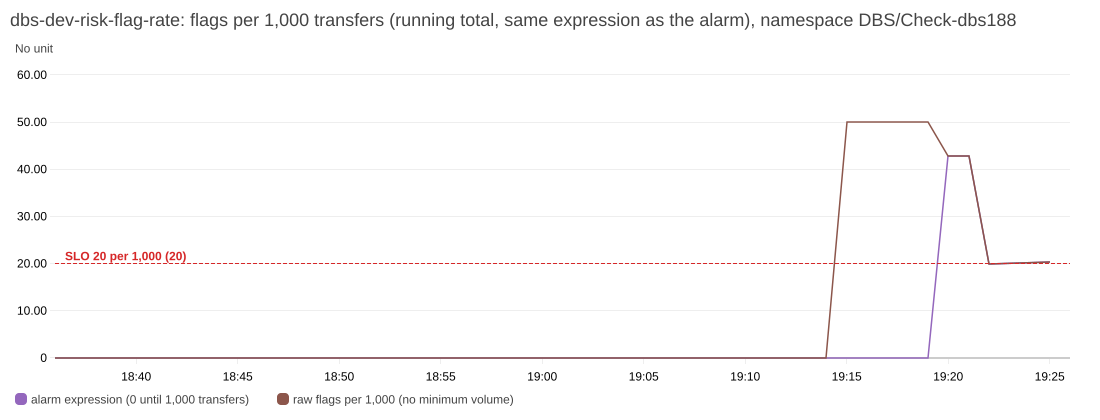 dbs-dev-risk-flag-rate: flags per 1,000 transfers (running total, same expression as the alarm), namespace DBS/Check-dbs188
No unit
60.00
50.00
40.00
30.00
SLO 20 per 1,000 (20)
20.00
10.00
0
18:40 18:45 18:50 18:55 19:00 19:05 19:10 19:15 19:20 19:25
alarm expression (0 until 1,000 transfers) raw flags per 1,000 (no minimum volume)